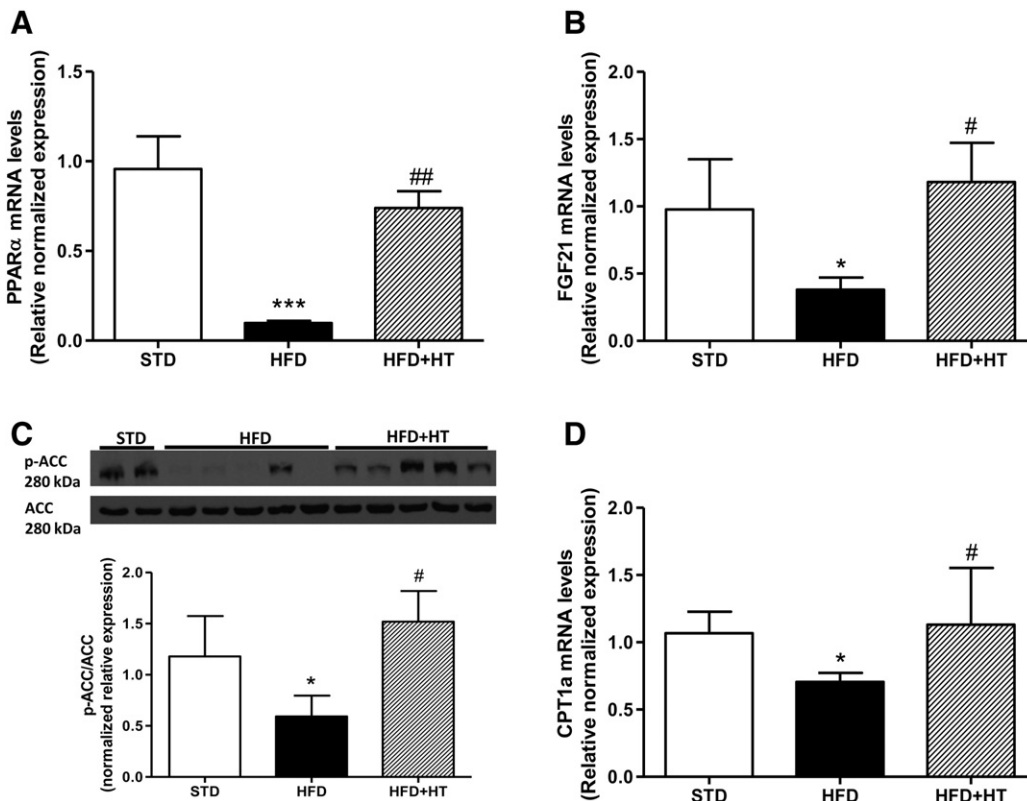 A
PPARα mRNA levels
(Relative normalized expression)
1.5
1.0
0.5
0.0
***
##
STD
HFD
HFD+HT
B
FGF21 mRNA levels
(Relative normalized expression)
2.0
1.5
1.0
0.5
0.0
*
#
STD
HFD
HFD+HT
C
STD
HFD
HFD+HT
p-ACC
280 kDa
ACC
280 kDa
p-ACC/ACC
(normalized relative expression)
2.0
1.5
1.0
0.5
0.0
*
#
STD
HFD
HFD+HT
D
CPT1a mRNA levels
(Relative normalized expression)
2.0
1.5
1.0
0.5
0.0
*
#
STD
HFD
HFD+HT